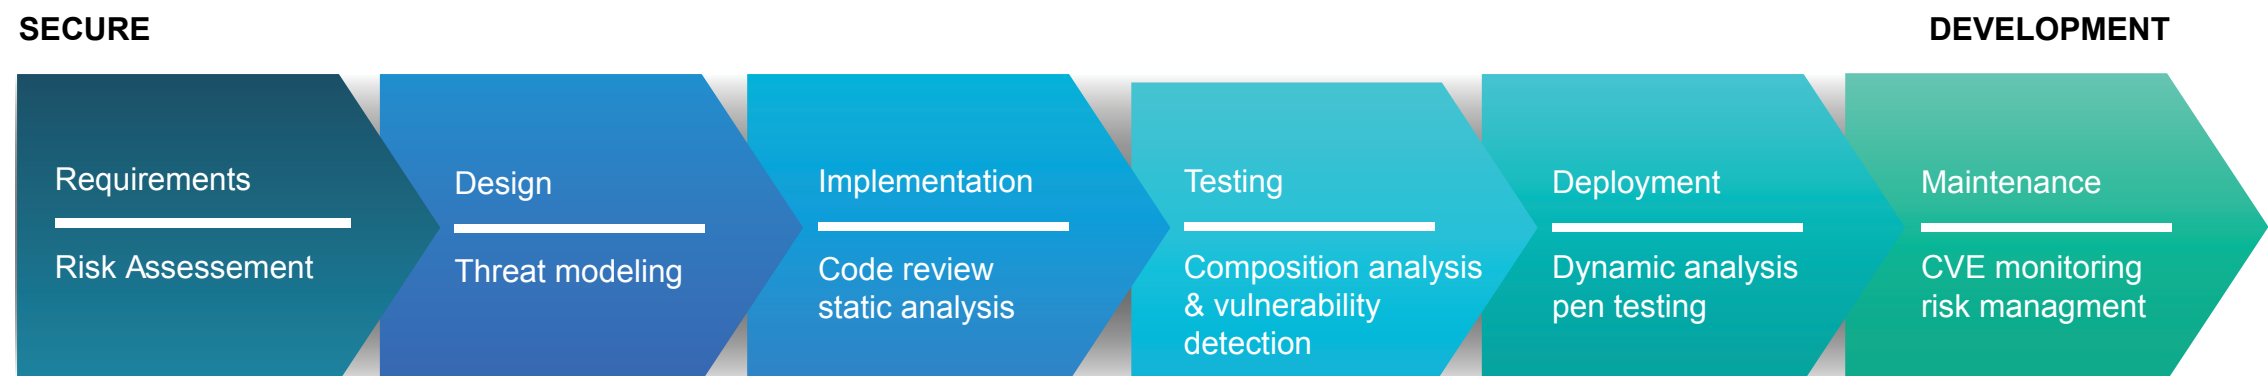 SECURE
DEVELOPMENT
Requirements
Risk Assessement
Design
Threat modeling
Implementation
Code review
static analysis
Testing
Composition analysis
& vulnerability
detection
Deployment
Dynamic analysis
pen testing
Maintenance
CVE monitoring
risk managment